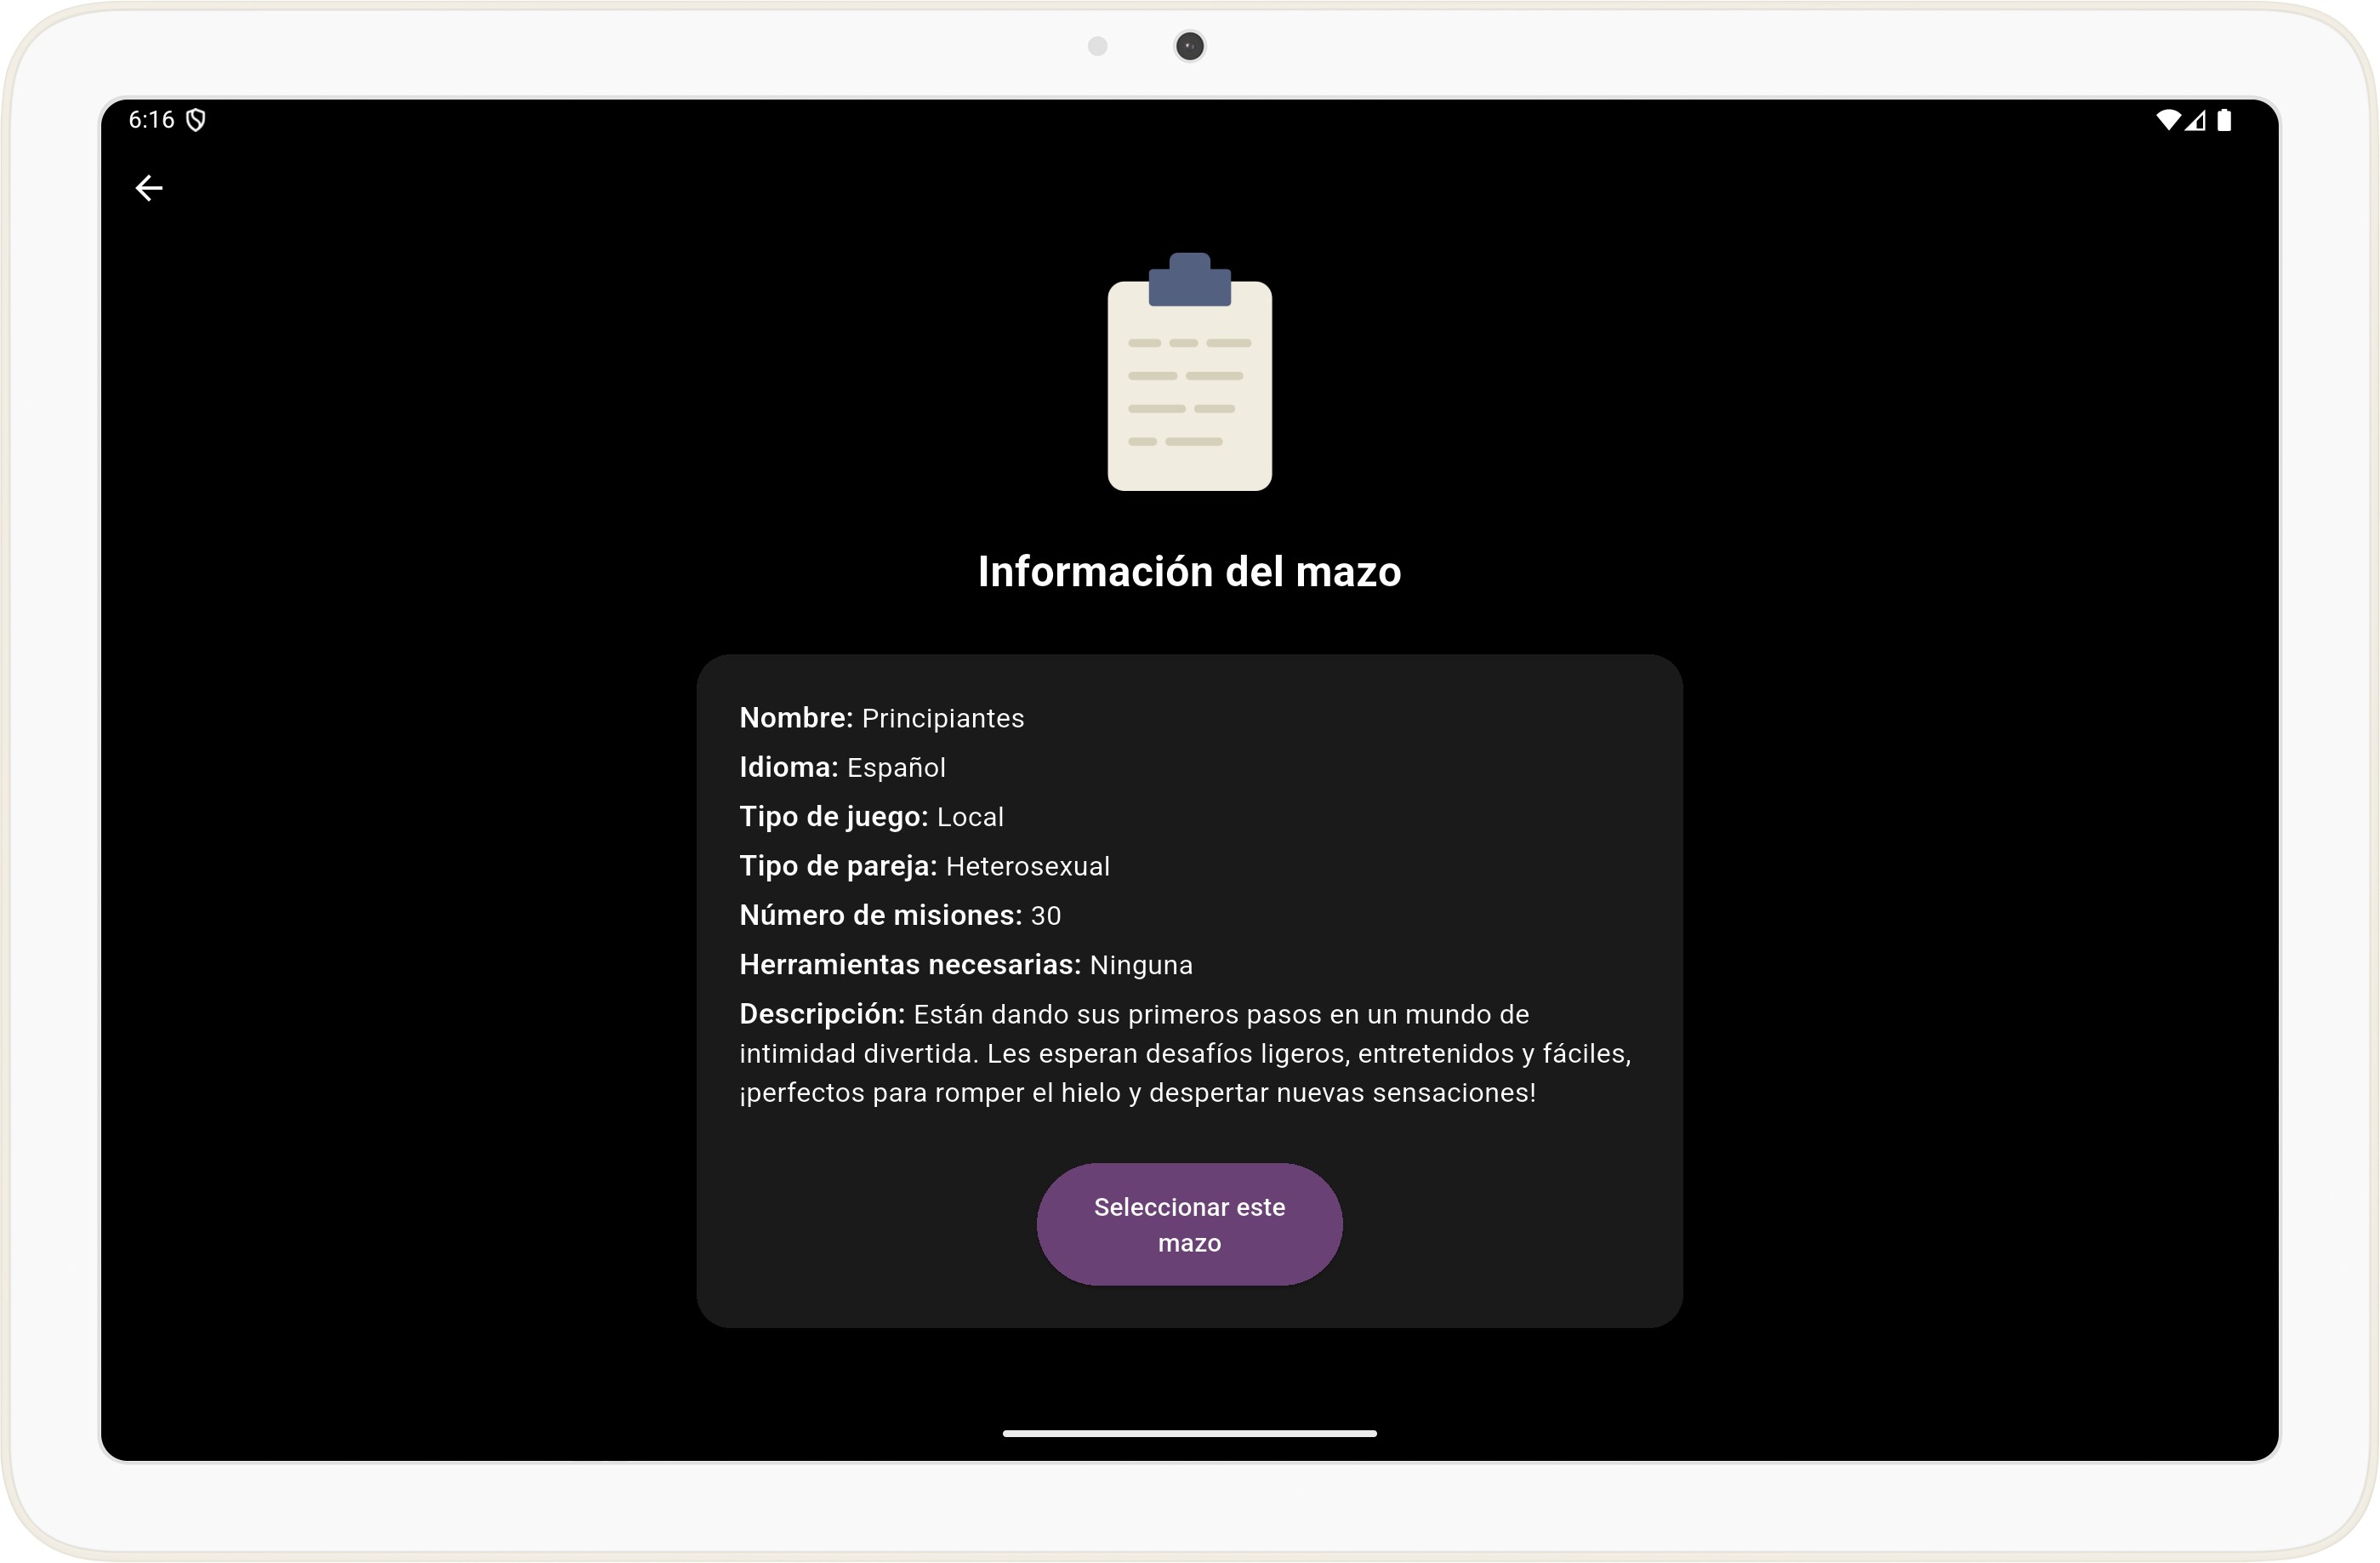 6:16
Información del mazo
Nombre: Principiantes
Idioma: Español
Tipo de juego: Local
Tipo de pareja: Heterosexual
Número de misiones: 30
Herramientas necesarias: Ninguna
Descripción: Están dando sus primeros pasos en un mundo de
intimidad divertida. Les esperan desafíos ligeros, entretenidos y fáciles,
¡perfectos para romper el hielo y despertar nuevas sensaciones!
Seleccionar este
mazo